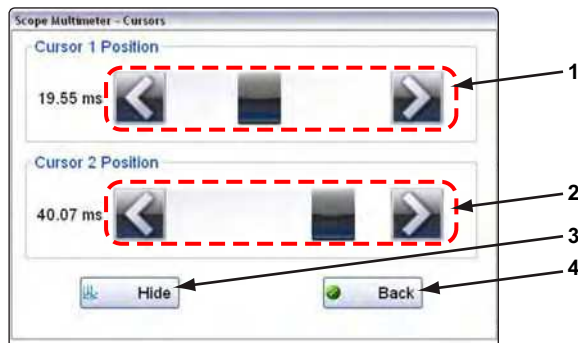 Scope Multimeter - Cursors
Cursor 1 Position
19.55 ms
1
Cursor 2 Position
40.07 ms
2
3
Hide
Back
4